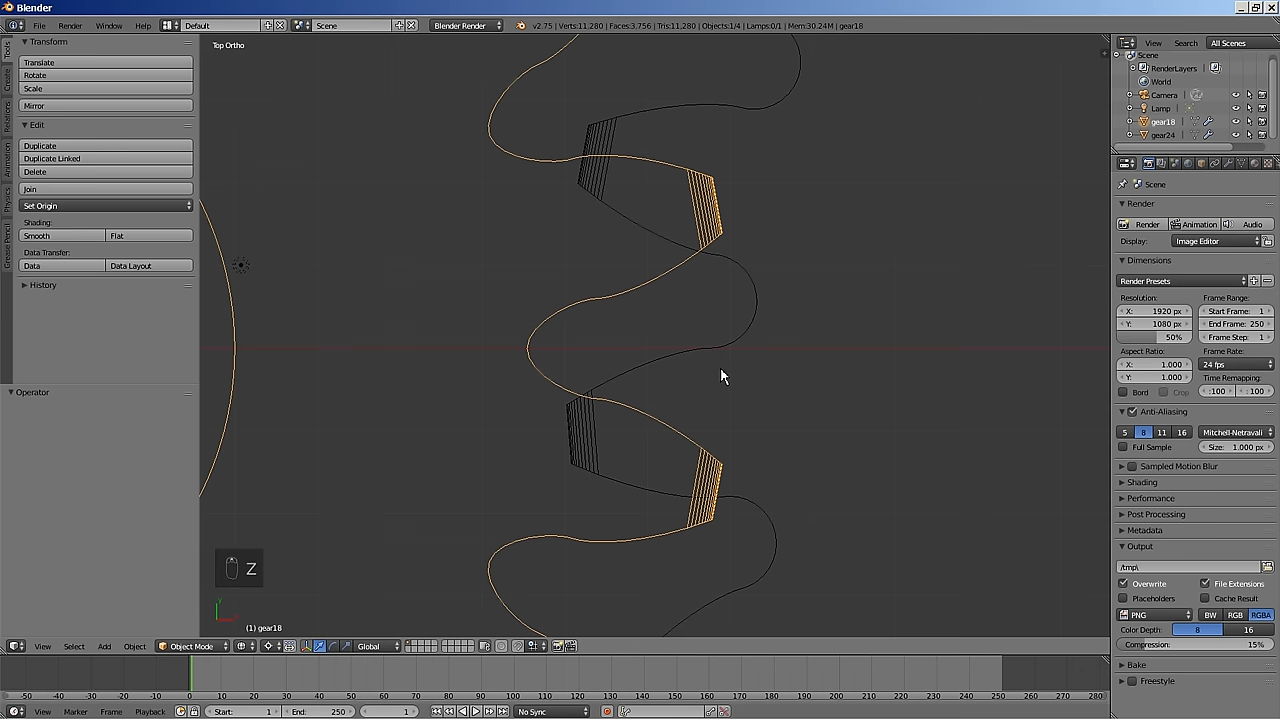 Blender
File Render Window Help Default Scene Blender Render v2.75 | Verts:11,280 | Faces:3,756 | Tris:11,280 | Objects:1/4 | Lamps:0/1 | Mem:30.24M | gear18
Tools
Create
Relations
Animation
Physics
Grease Pencil
Transform
Translate
Rotate
Scale
Mirror
Edit
Duplicate
Duplicate Linked
Delete
Join
Set Origin
Shading:
Smooth Flat
Data Transfer:
Data Data Layout
History
Operator
Top Ortho
Z
(1) gear18
View Select Add Object Object Mode Global
View Search All Scenes
Scene
RenderLayers
World
Camera
Lamp
gear18
gear24
Scene
Render
Render Animation Audio
Display: Image Editor
Dimensions
Render Presets
Resolution: Frame Range:
X: 1920 px Start Frame: 1
Y: 1080 px End Frame: 250
50% Frame Step: 1
Aspect Ratio: Frame Rate:
X: 1.000 24 fps
Y: 1.000 Time Remapping:
Bord Crop :100 : 100
Anti-Aliasing
5 8 11 16 Mitchell-Netravali
Full Sample Size: 1.000 px
Sampled Motion Blur
Shading
Performance
Post Processing
Metadata
Output
/tmp\
Overwrite File Extensions
Placeholders Cache Result
PNG BW RGB RGBA
Color Depth: 8 16
Compression: 15%
Bake
Freestyle
-50 -40 -30 -20 -10 0 10 20 30 40 50 60 70 80 90 100 110 120 130 140 150 160 170 180 190 200 210 220 230 240 250 260 270 280
View Marker Frame Playback Start: 1 End: 250 1 No Sync